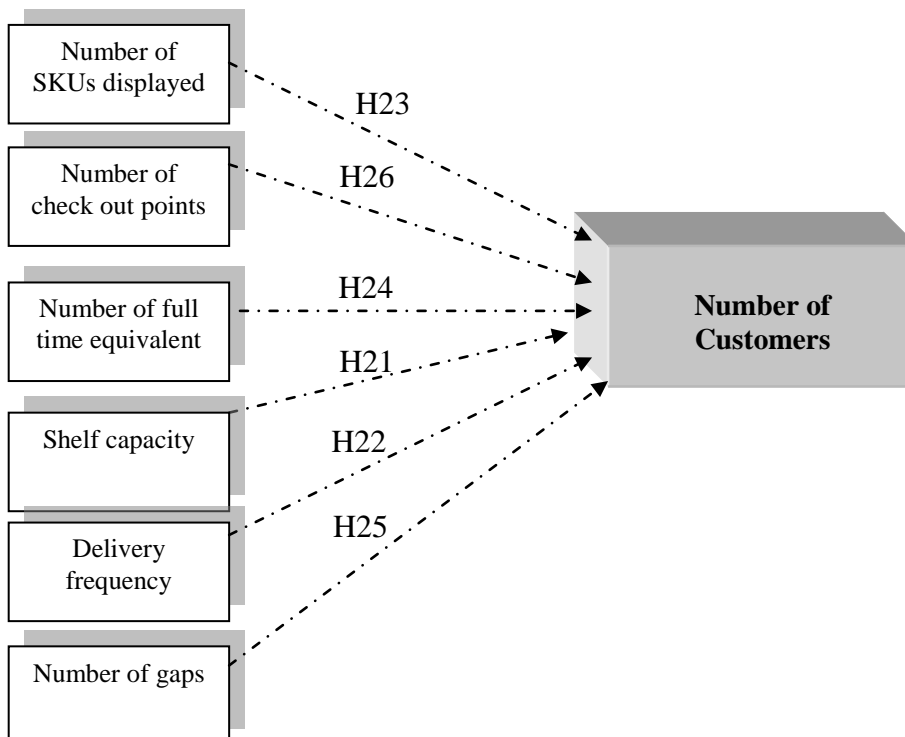 Number of
SKUs displayed
H23
Number of
check out points
H26
Number of full
time equivalent
H24
Number of
Customers
Shelf capacity
H21
Delivery
frequency
H22
Number of gaps
H25